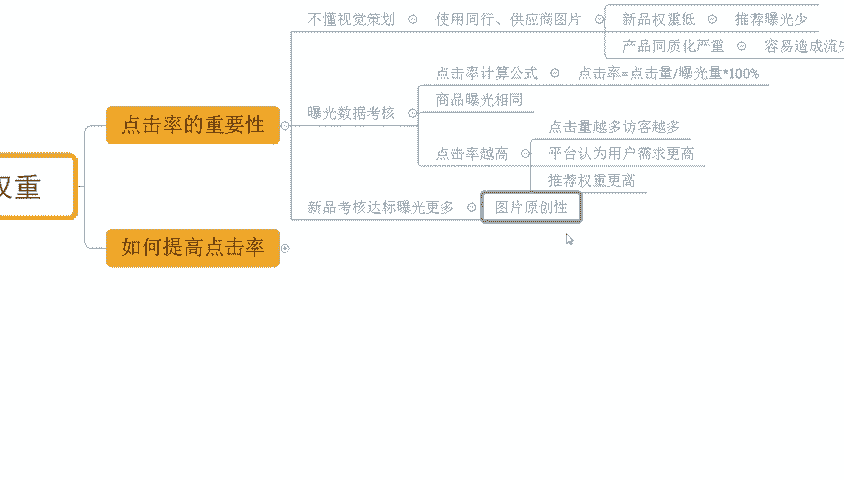 权重
点击率的重要性
不懂视觉策划
使用同行、供应商图片
新品权重低
推荐曝光少
产品同质化严重
容易造成流失
曝光数据考核
点击率计算公式
点击率=点击量/曝光量*100%
商品曝光相同
点击率越高
点击量越多访客越多
平台认为用户需求更高
推荐权重更高
新品考核达标曝光更多
图片原创性
如何提高点击率